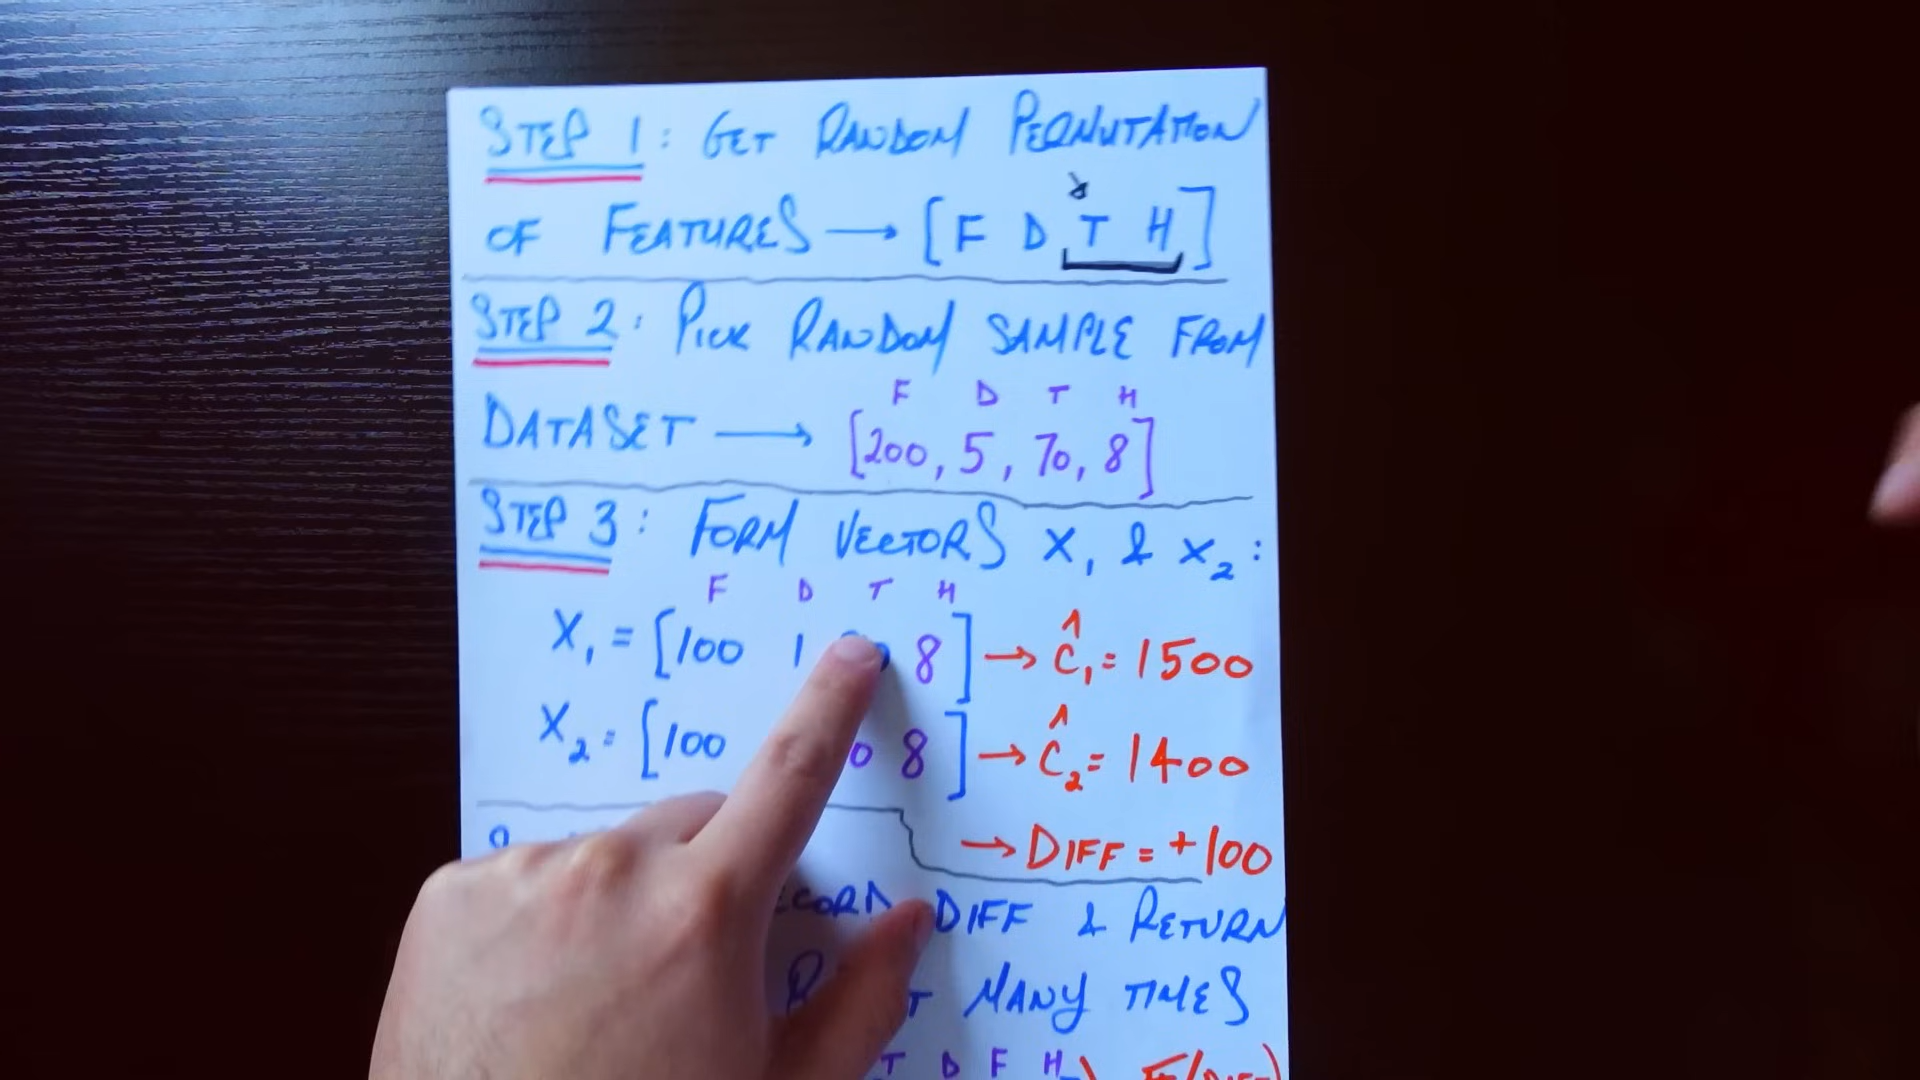 STEP 1: GET RANDOM PERMUTATION
OF FEATURES → [F D T H]
STEP 2: PICK RANDOM SAMPLE FROM
F D T H
DATASET → [200, 5, 70, 8]
STEP 3: FORM VECTORS X₁ & X₂:
F D T H
X₁ = [100 1 8] → Ĉ₁ = 1500
X₂ = [100 0 8] → Ĉ₂ = 1400
→ DIFF = +100
DIFF & RETURN
MANY TIMES
T D F H